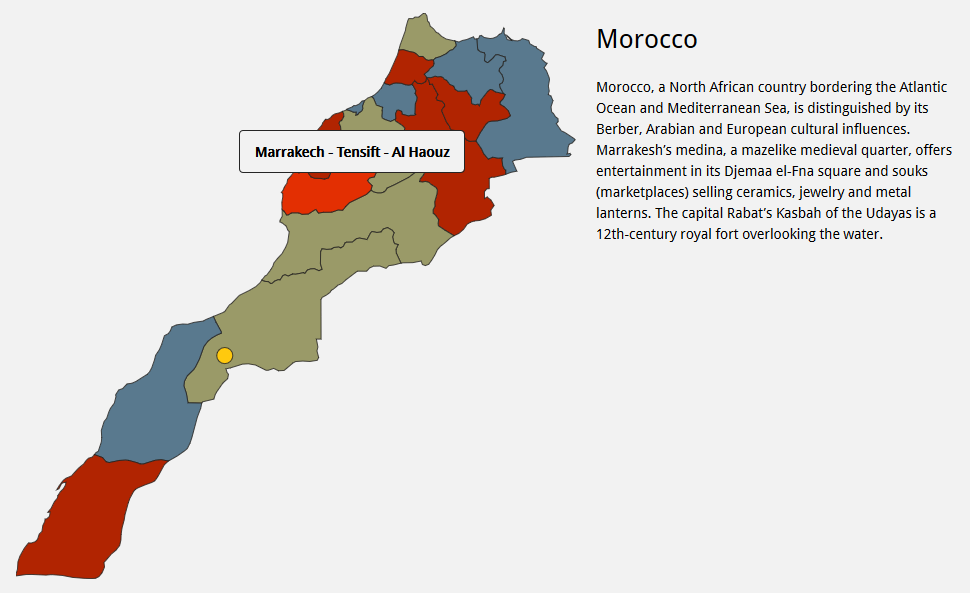 Morocco
Morocco, a North African country bordering the Atlantic
Ocean and Mediterranean Sea, is distinguished by its
Berber, Arabian and European cultural influences.
Marrakesh’s medina, a mazelike medieval quarter, offers
entertainment in its Djemaa el-Fna square and souks
(marketplaces) selling ceramics, jewelry and metal
lanterns. The capital Rabat’s Kasbah of the Udayas is a
12th-century royal fort overlooking the water.
Marrakech - Tensift - Al Haouz